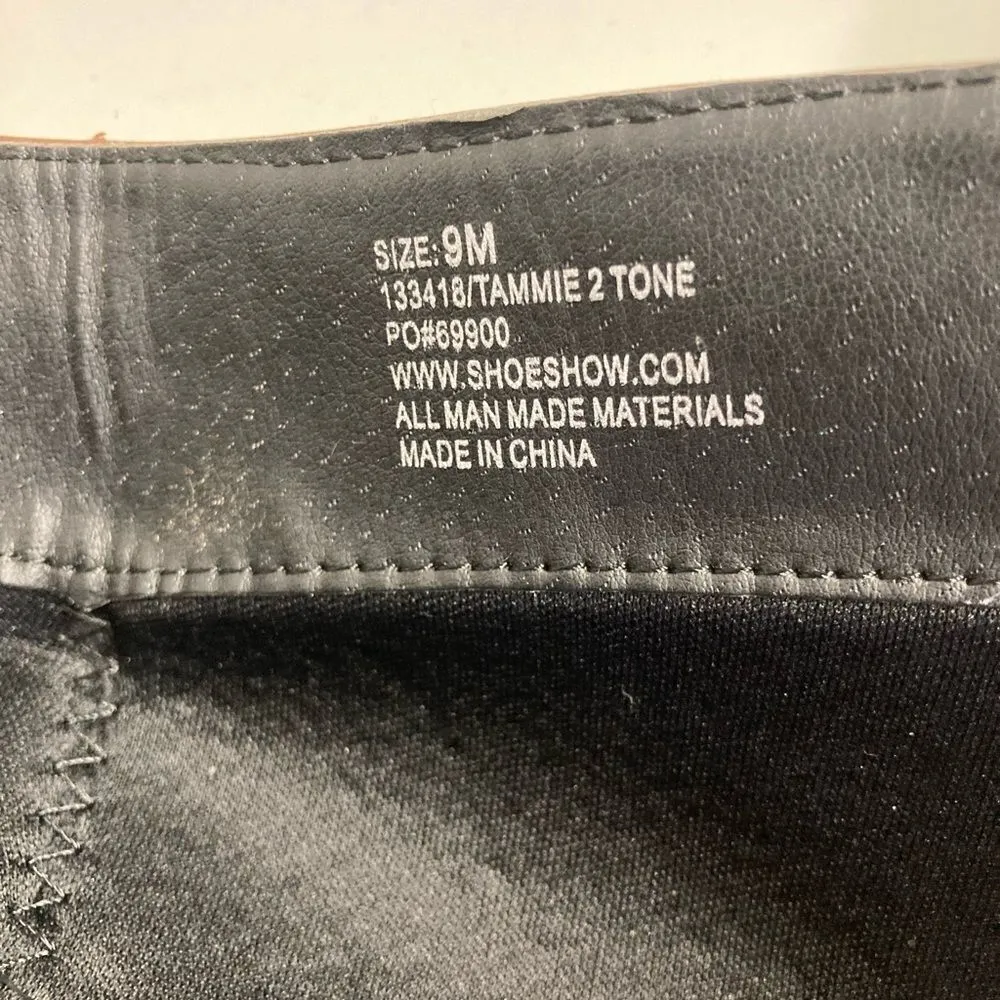 SIZE: 9M
133418/TAMMIE 2 TONE
PO#69900
WWW.SHOESHOW.COM
ALL MAN MADE MATERIALS
MADE IN CHINA